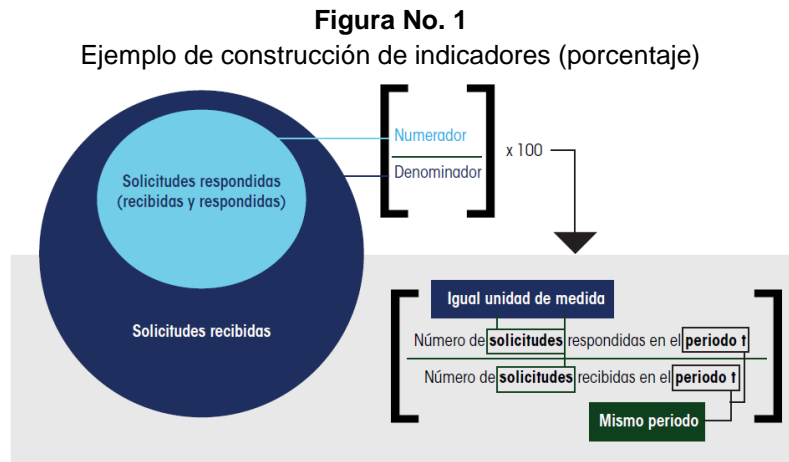 Figura No. 1
Ejemplo de construcción de indicadores (porcentaje)
Numerador
Denominador
x 100
Solicitudes respondidas
(recibidas y respondidas)
Solicitudes recibidas
Igual unidad de medida
Número de solicitudes respondidas en el periodo t
Número de solicitudes recibidas en el periodo t
Mismo periodo